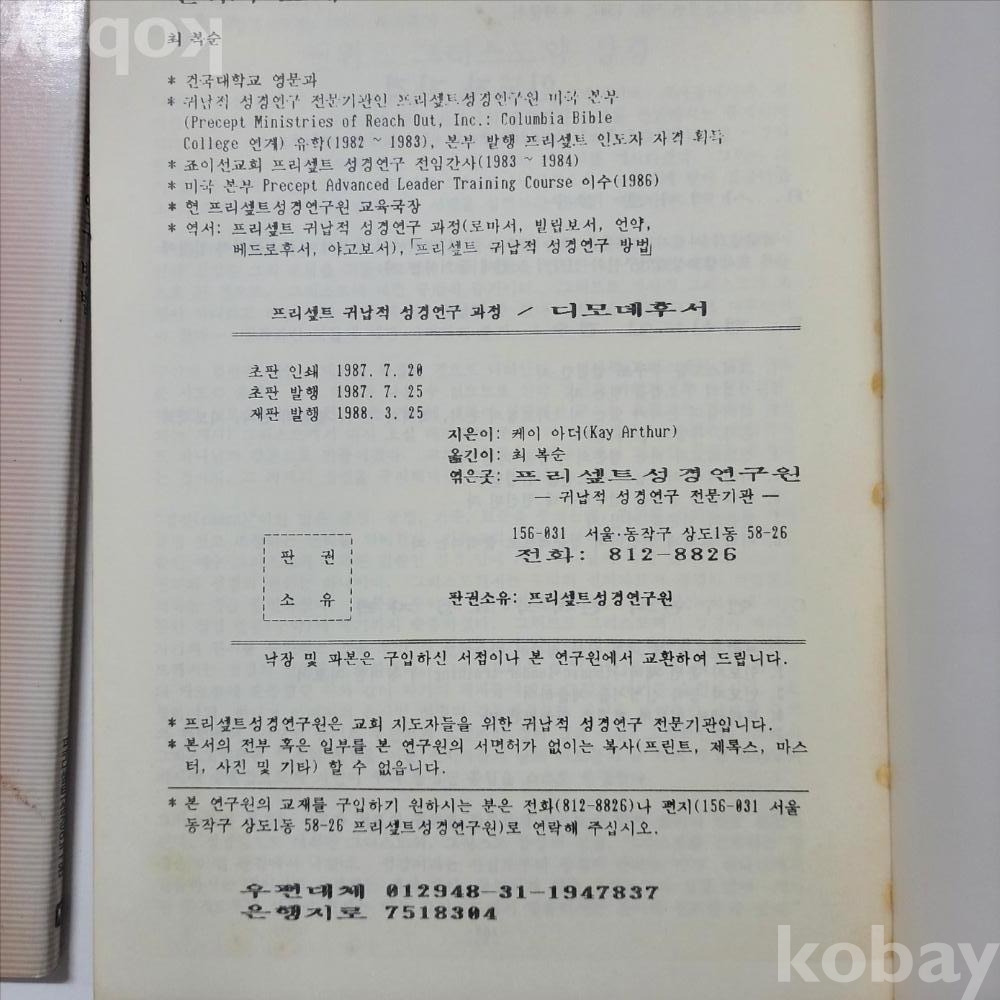 최 복순
* 건국대학교 영문과
* 귀납적 성경연구 전문기관인 프리셉트성경연구원 미국 본부
(Precept Ministries of Reach Out, Inc.: Columbia Bible
College 연계) 유학(1982 ~ 1983), 본부 발행 프리셉트 인도자 자격 획득
* 죠이선교회 프리셉트 성경연구 전임간사(1983 ~ 1984)
* 미국 본부 Precept Advanced Leader Training Course 이수(1986)
* 현 프리셉트성경연구원 교육국장
* 역서: 프리셉트 귀납적 성경연구 과정(로마서, 빌립보서, 언약,
베드로후서, 야고보서),「프리셉트 귀납적 성경연구 방법」
프리셉트 귀납적 성경연구 과정 / 디모데후서
초판 인쇄 1987. 7. 20
초판 발행 1987. 7. 25
재판 발행 1988. 3. 25
지은이: 케이 아더(Kay Arthur)
옮긴이: 최 복순
엮은곳: 프리셉트성경연구원
— 귀납적 성경연구 전문기관 —
156-031 서울·동작구 상도1동 58-26
전화: 812-8826
판 권
소 유
판권소유: 프리셉트성경연구원
낙장 및 파본은 구입하신 서점이나 본 연구원에서 교환하여 드립니다.
* 프리셉트성경연구원은 교회 지도자들을 위한 귀납적 성경연구 전문기관입니다.
* 본서의 전부 혹은 일부를 본 연구원의 서면허가 없이는 복사(프린트, 제록스, 마스
터, 사진 및 기타) 할 수 없읍니다.
* 본 연구원의 교재를 구입하기 원하시는 분은 전화(812-8826)나 편지(156-031 서울
동작구 상도1동 58-26 프리셉트성경연구원)로 연락해 주십시오.
우편대체 012948-31-1947837
은행지로 7518304
kobay
kobay